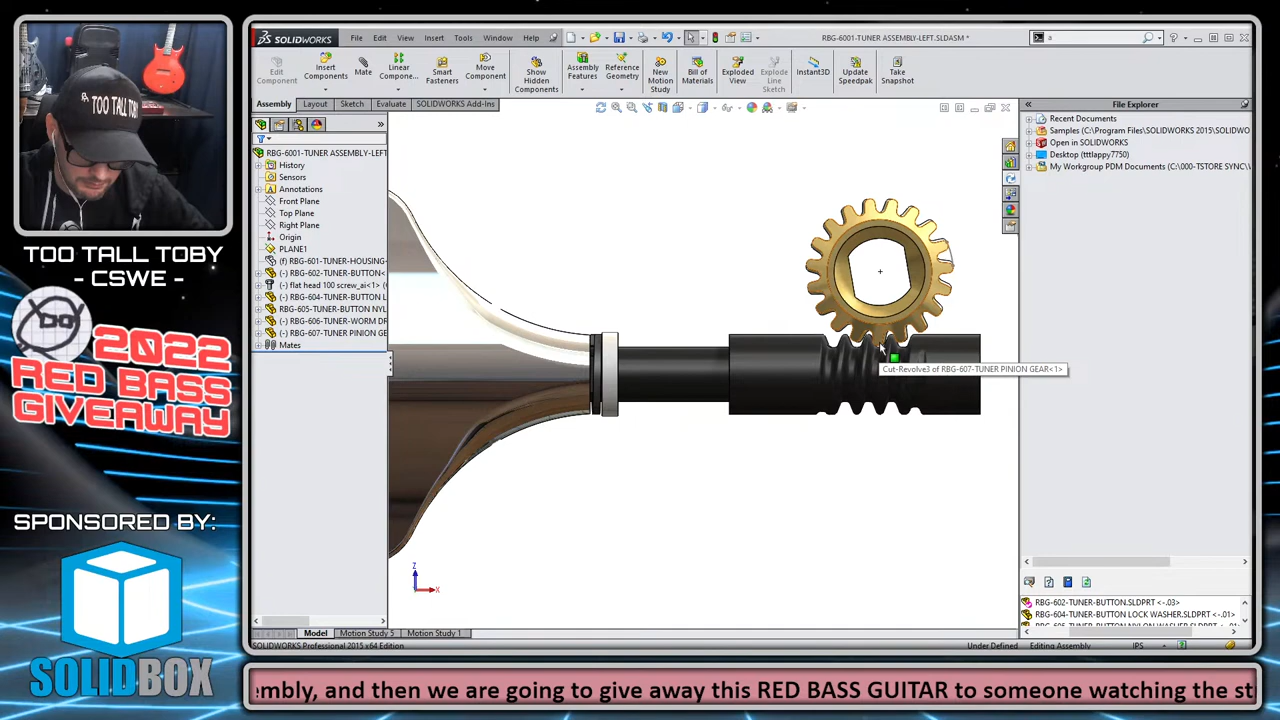 TOO TALL TOBY
TOO TALL TOBY
- CSWE -
2022
RED BASS
GIVEAWAY
SPONSORED BY:
SOLIDBOX
SOLIDWORKS
File Edit View Insert Tools Window Help
RBG-6001-TUNER ASSEMBLY-LEFT.SLDASM *
a
Edit Component
Insert Components
Mate
Linear Compone...
Smart Fasteners
Move Component
Show Hidden Components
Assembly Features
Reference Geometry
New Motion Study
Bill of Materials
Exploded View
Explode Line Sketch
Instant3D
Update Speedpak
Take Snapshot
Assembly Layout Sketch Evaluate SOLIDWORKS Add-Ins
RBG-6001-TUNER ASSEMBLY-LEFT
History
Sensors
Annotations
Front Plane
Top Plane
Right Plane
Origin
PLANE1
(f) RBG-601-TUNER-HOUSING-
(-) RBG-602-TUNER-BUTTON<
(-) flat head 100 screw_ai<1> (
(-) RBG-604-TUNER-BUTTON L
RBG-605-TUNER-BUTTON NYL
(-) RBG-606-TUNER-WORM DR
(-) RBG-607-TUNER PINION GE
Mates
Cut-Revolve3 of RBG-607-TUNER PINION GEAR<1>
Z
X
File Explorer
Recent Documents
Samples (C:\Program Files\SOLIDWORKS 2015\SOLIDWO
Open in SOLIDWORKS
Desktop (tttlappy7750)
My Workgroup PDM Documents (C:\000-TSTORE SYNC\V
RBG-602-TUNER-BUTTON.SLDPRT <-.03>
RBG-604-TUNER-BUTTON LOCK WASHER.SLDPRT <-.01>
Model Motion Study 5 Motion Study 1
SOLIDWORKS Professional 2015 x64 Edition
Under Defined Editing Assembly IPS
embly, and then we are going to give away this RED BASS GUITAR to someone watching the st